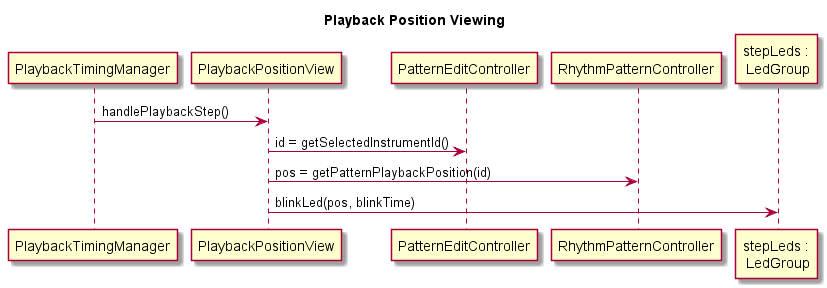 Playback Position Viewing
PlaybackTimingManager
PlaybackPositionView
PatternEditController
RhythmPatternController
stepLeds :
LedGroup
handlePlaybackStep()
id = getSelectedInstrumentId()
pos = getPatternPlaybackPosition(id)
blinkLed(pos, blinkTime)
PlaybackTimingManager
PlaybackPositionView
PatternEditController
RhythmPatternController
stepLeds :
LedGroup